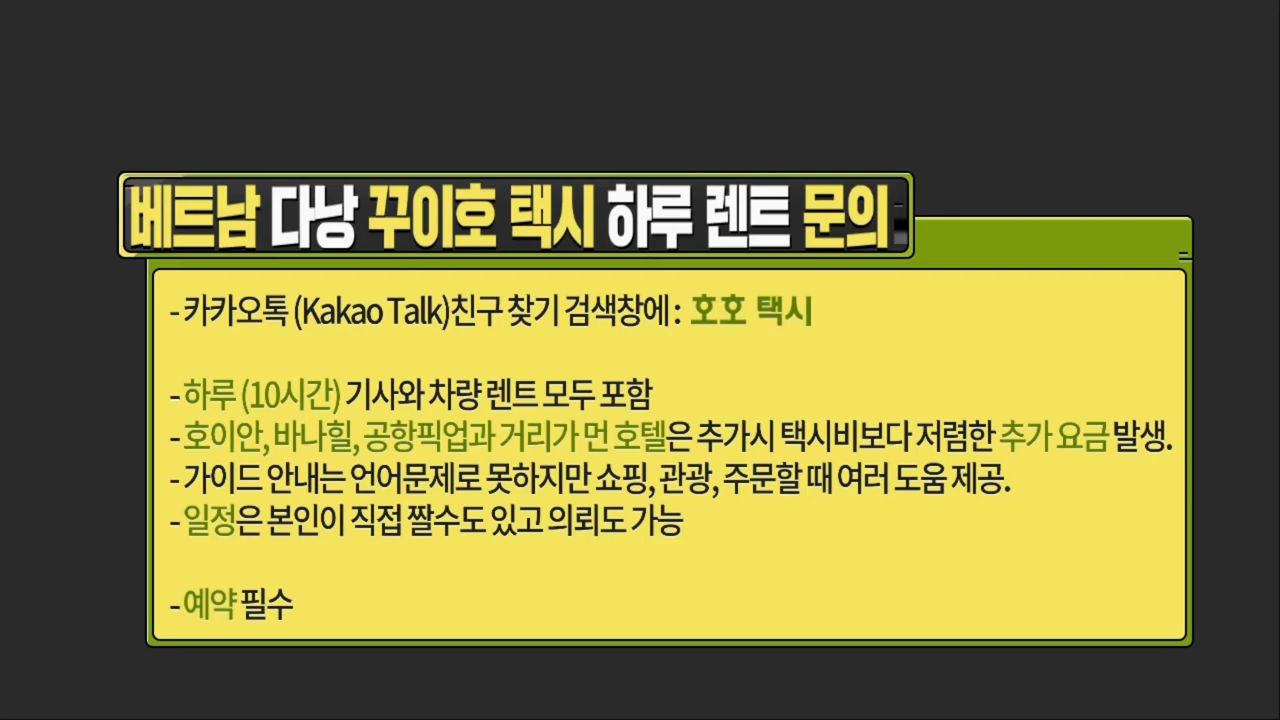 베트남 다낭 꾸이호 택시 하루 렌트 문의
- 카카오톡 (Kakao Talk)친구 찾기 검색창에 : 호호 택시
- 하루 (10시간) 기사와 차량 렌트 모두 포함
- 호이안, 바나힐, 공항픽업과 거리가 먼 호텔은 추가시 택시비보다 저렴한 추가 요금 발생.
- 가이드 안내는 언어문제로 못하지만 쇼핑, 관광, 주문할 때 여러 도움 제공.
- 일정은 본인이 직접 짤수도 있고 의뢰도 가능
- 예약 필수